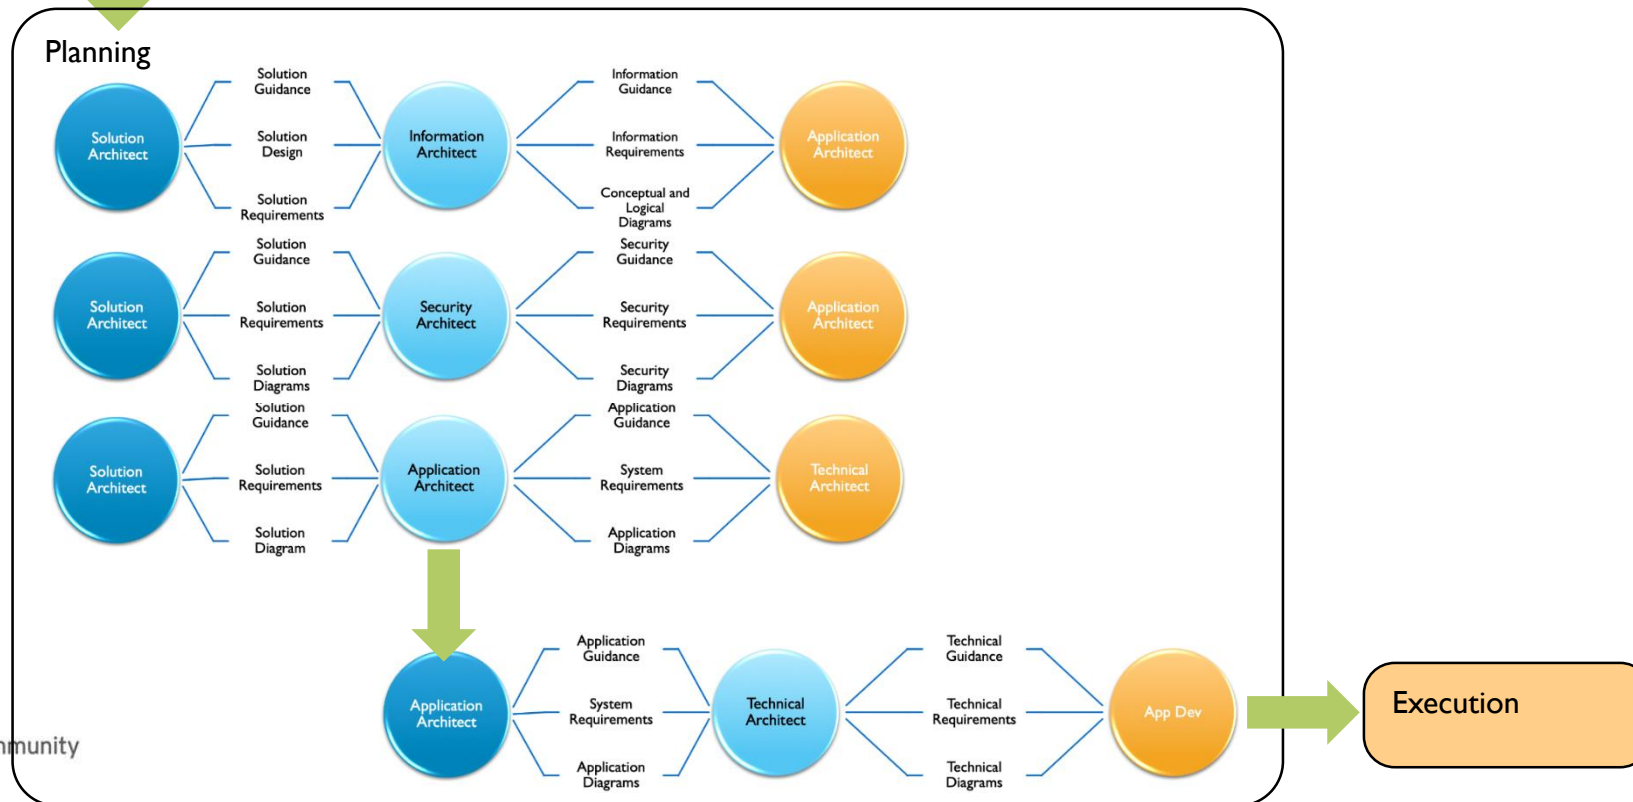 Planning
Solution
Guidance
Solution
Design
Solution
Requirements
Solution
Architect
Information
Architect
Information
Guidance
Information
Requirements
Conceptual and
Logical
Diagrams
Application
Architect
Solution
Guidance
Solution
Requirements
Solution
Diagrams
Solution
Architect
Security
Architect
Security
Guidance
Security
Requirements
Security
Diagrams
Application
Architect
Solution
Guidance
Solution
Requirements
Solution
Diagram
Solution
Architect
Application
Architect
Application
Guidance
System
Requirements
Application
Diagrams
Technical
Architect
Application
Architect
Application
Guidance
System
Requirements
Application
Diagrams
Technical
Architect
Technical
Guidance
Technical
Requirements
Technical
Diagrams
App Dev
Execution